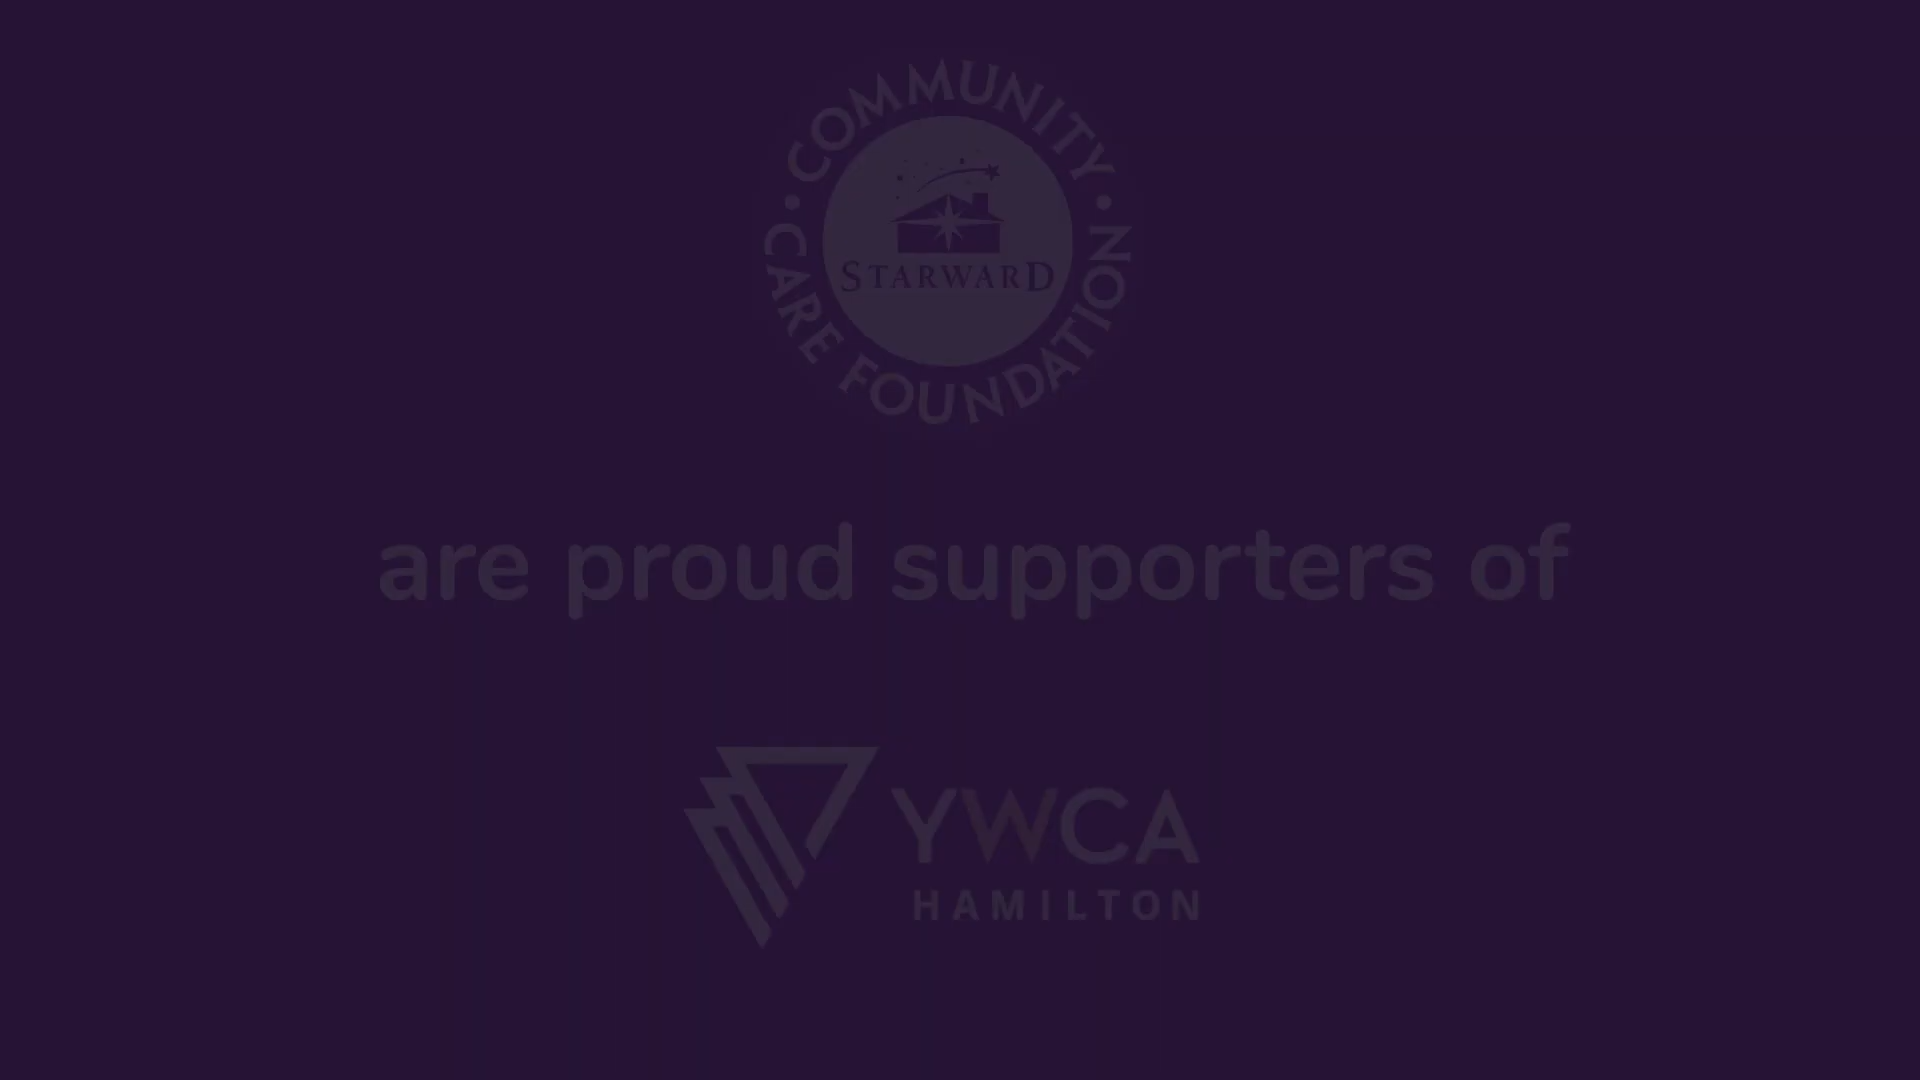 COMMUNITY
CARE FOUNDATION
STARWARD
are proud supporters of
YWCA
HAMILTON